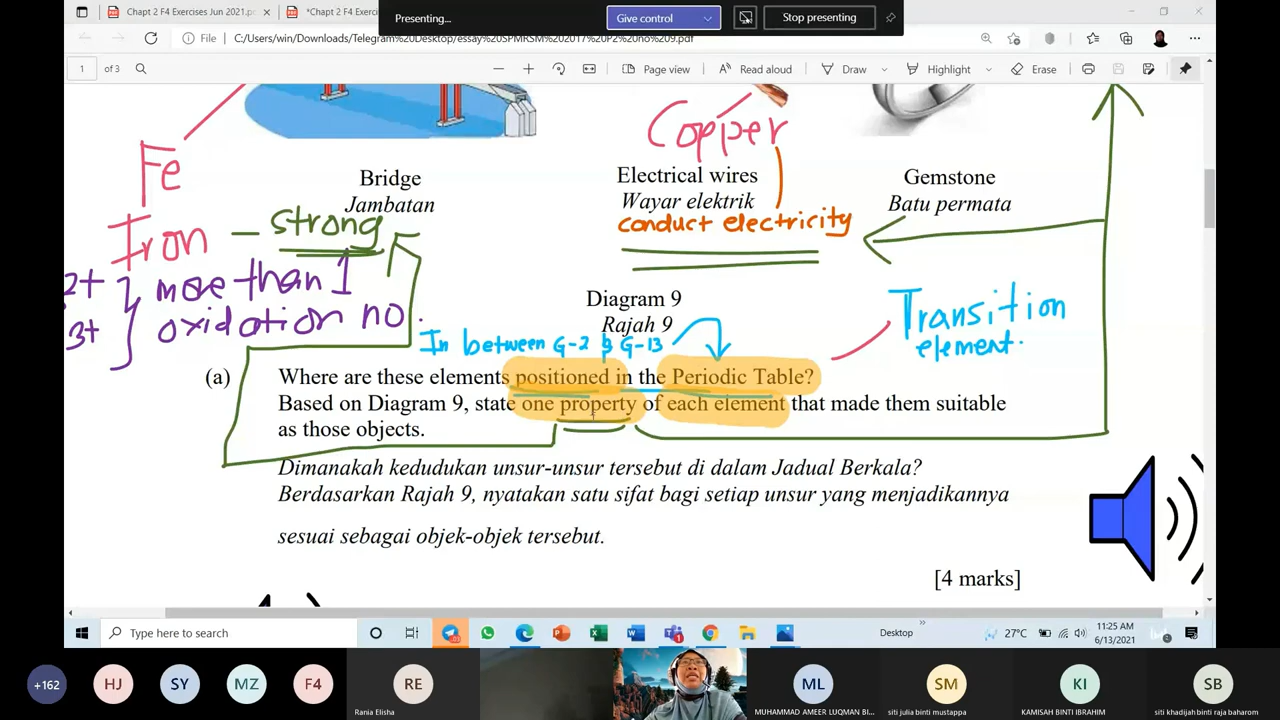 Chapt 2 F4 Exercises Jun 2021.p
*Chapt 2 F4 Exerci
Presenting...
Give control
Stop presenting
File
C:/Users/win/Downloads/Telegram%20Desktop/essay%20SPMRSM%202017%20P2%20no%209.pdf
1 of 3
Page view
Read aloud
Draw
Highlight
Erase
Copper
Fe
Bridge
Jambatan
Electrical wires
Wayar elektrik
Gemstone
Batu permata
Iron – strong
conduct electricity
2+ } more than 1
3+ } oxidation no.
Diagram 9
Rajah 9
Transition
element.
In between G-2 & G-13
(a) Where are these elements positioned in the Periodic Table?
Based on Diagram 9, state one property of each element that made them suitable
as those objects.
Dimanakah kedudukan unsur-unsur tersebut di dalam Jadual Berkala?
Berdasarkan Rajah 9, nyatakan satu sifat bagi setiap unsur yang menjadikannya
sesuai sebagai objek-objek tersebut.
[4 marks]
Type here to search
Desktop
27°C
11:25 AM
6/13/2021
+162
HJ
SY
MZ
F4
RE
Rania Elisha
ML
MUHAMMAD AMEER LUQMAN BI...
SM
siti julia binti mustappa
KI
KAMISAH BINTI IBRAHIM
SB
siti khadijah binti raja baharom